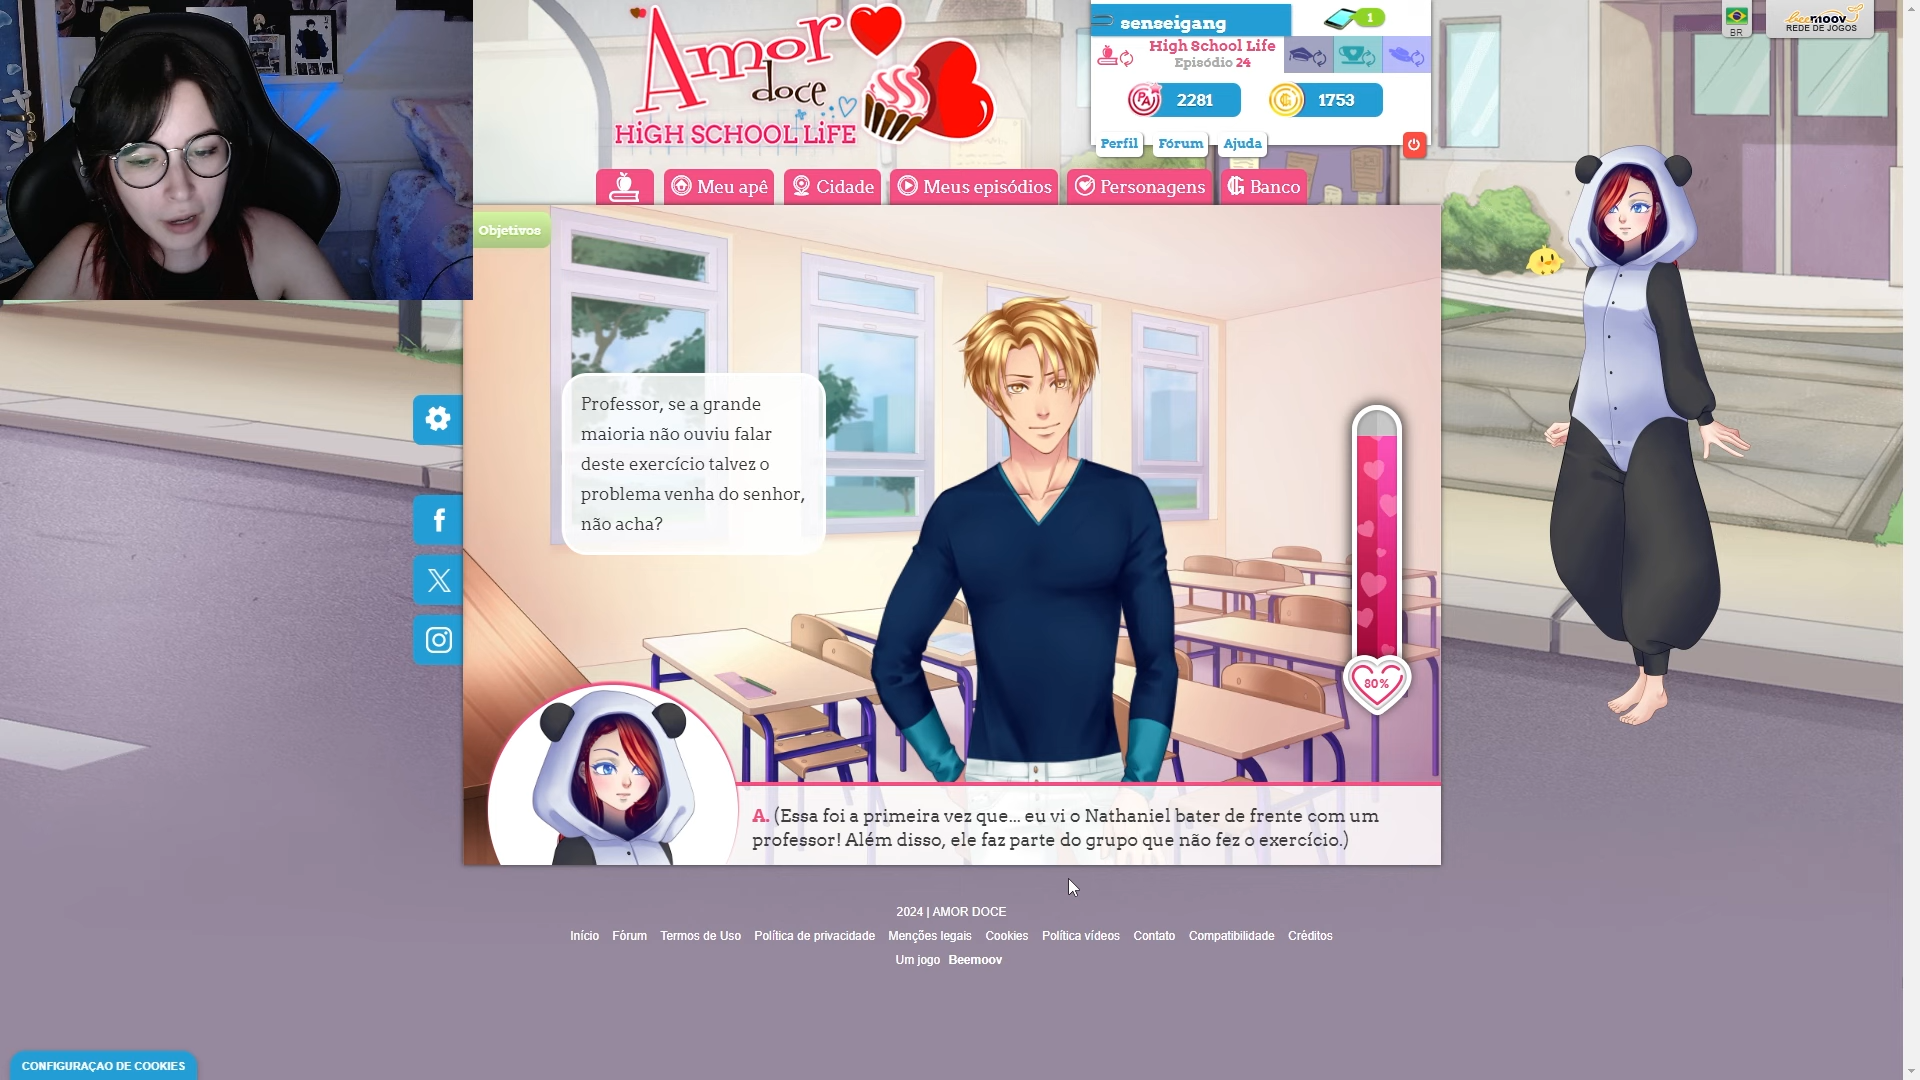 Amor
doce
HiGH SCHOOL LiFE
senseigang
1
High School Life
Episódio 24
PA 2281
1753
Perfil
Fórum
Ajuda
BR
beemoov
REDE DE JOGOS
Meu apê
Cidade
Meus episódios
Personagens
Banco
Objetivos
Professor, se a grande
maioria não ouviu falar
deste exercício talvez o
problema venha do senhor,
não acha?
80%
A. (Essa foi a primeira vez que... eu vi o Nathaniel bater de frente com um
professor! Além disso, ele faz parte do grupo que não fez o exercício.)
2024 | AMOR DOCE
Início Fórum Termos de Uso Política de privacidade Menções legais Cookies Política vídeos Contato Compatibilidade Créditos
Um jogo Beemoov
CONFIGURAÇAO DE COOKIES